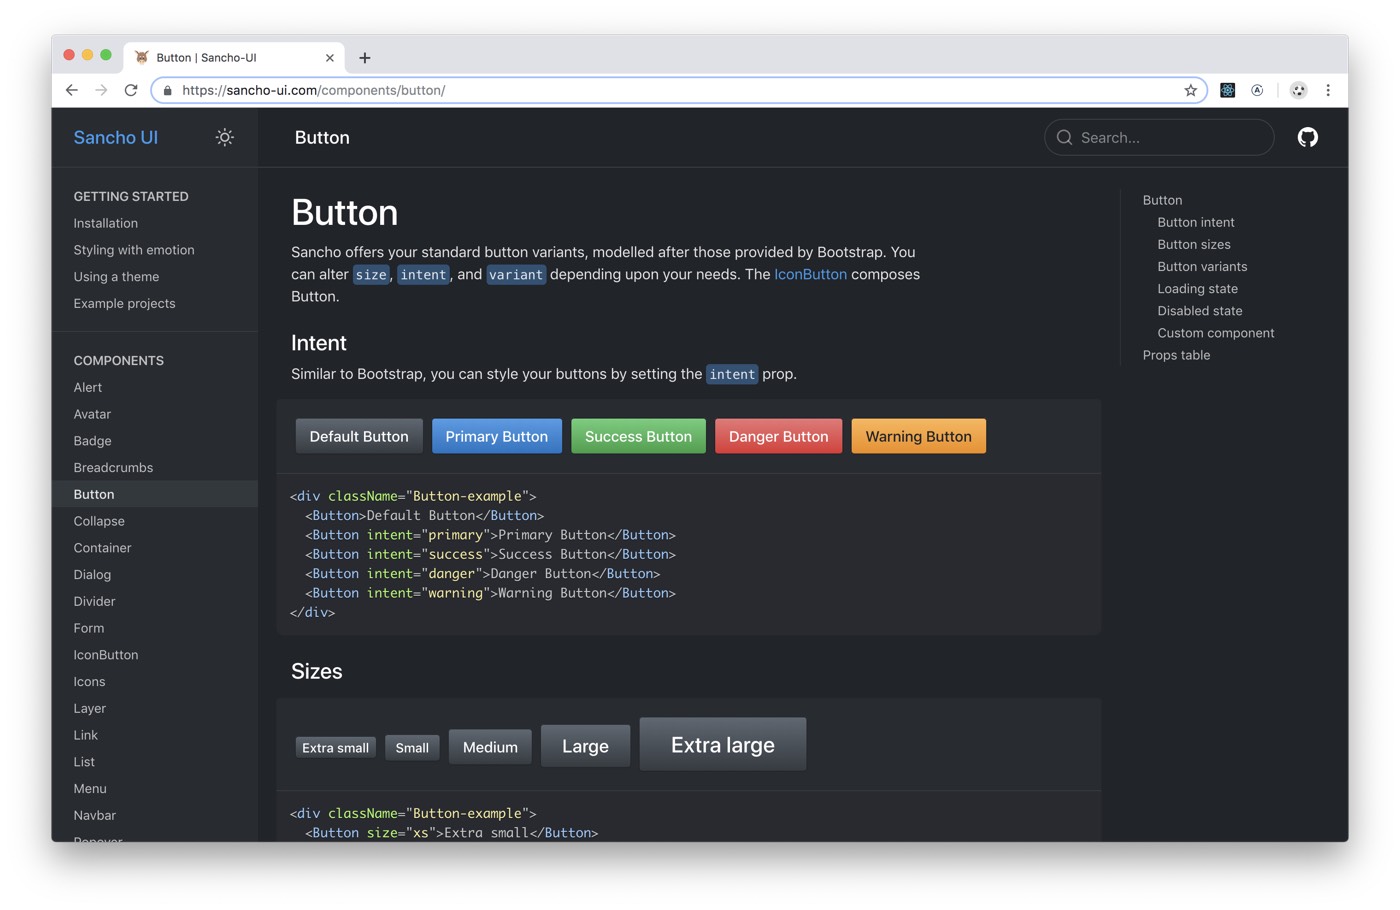 Button | Sancho-UI
https://sancho-ui.com/components/button/
Sancho UI
Button
Search...
GETTING STARTED
Installation
Styling with emotion
Using a theme
Example projects
COMPONENTS
Alert
Avatar
Badge
Breadcrumbs
Button
Collapse
Container
Dialog
Divider
Form
IconButton
Icons
Layer
Link
List
Menu
Navbar
Popover
Button
Sancho offers your standard button variants, modelled after those provided by Bootstrap. You
can alter size, intent, and variant depending upon your needs. The IconButton composes
Button.
Intent
Similar to Bootstrap, you can style your buttons by setting the intent prop.
Default Button
Primary Button
Success Button
Danger Button
Warning Button
<div className="Button-example">
  <Button>Default Button</Button>
  <Button intent="primary">Primary Button</Button>
  <Button intent="success">Success Button</Button>
  <Button intent="danger">Danger Button</Button>
  <Button intent="warning">Warning Button</Button>
</div>
Sizes
Extra small
Small
Medium
Large
Extra large
<div className="Button-example">
  <Button size="xs">Extra small</Button>
Button
Button intent
Button sizes
Button variants
Loading state
Disabled state
Custom component
Props table